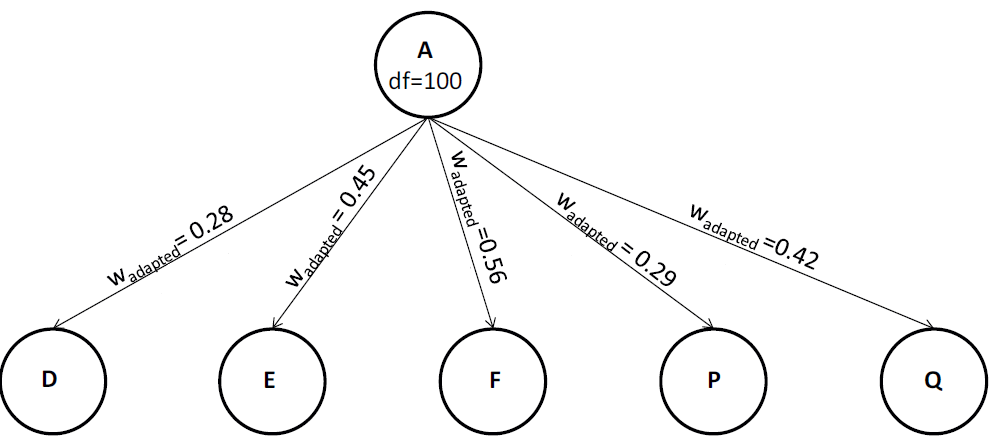 A
df=100
wadapted= 0.28
wadapted= 0.45
wadapted =0.56
wadapted = 0.29
wadapted =0.42
D
E
F
P
Q